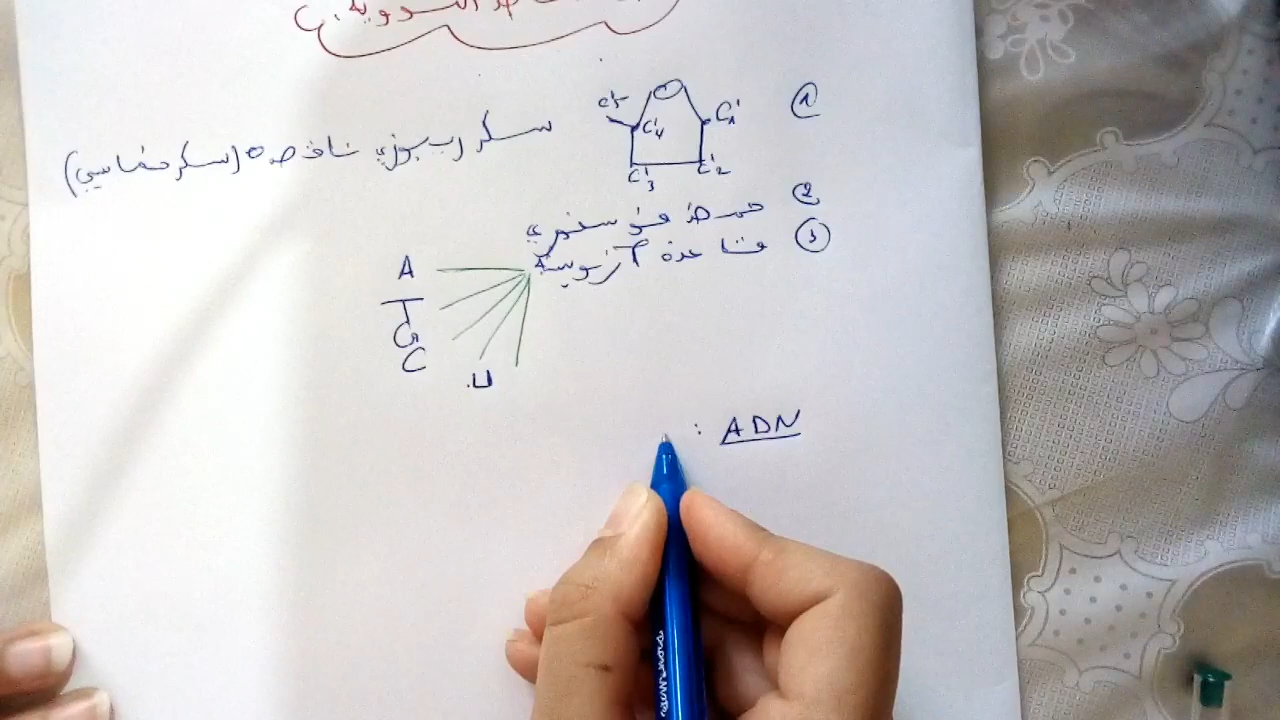 ① C'1 O C'4 C'5 C'3 C'2 سكر ريبوزي ناقص o (سكر خماسي)
② حمض فوسفوري
③ قاعدة آزوتية
A
T
G
C
U
ADN :